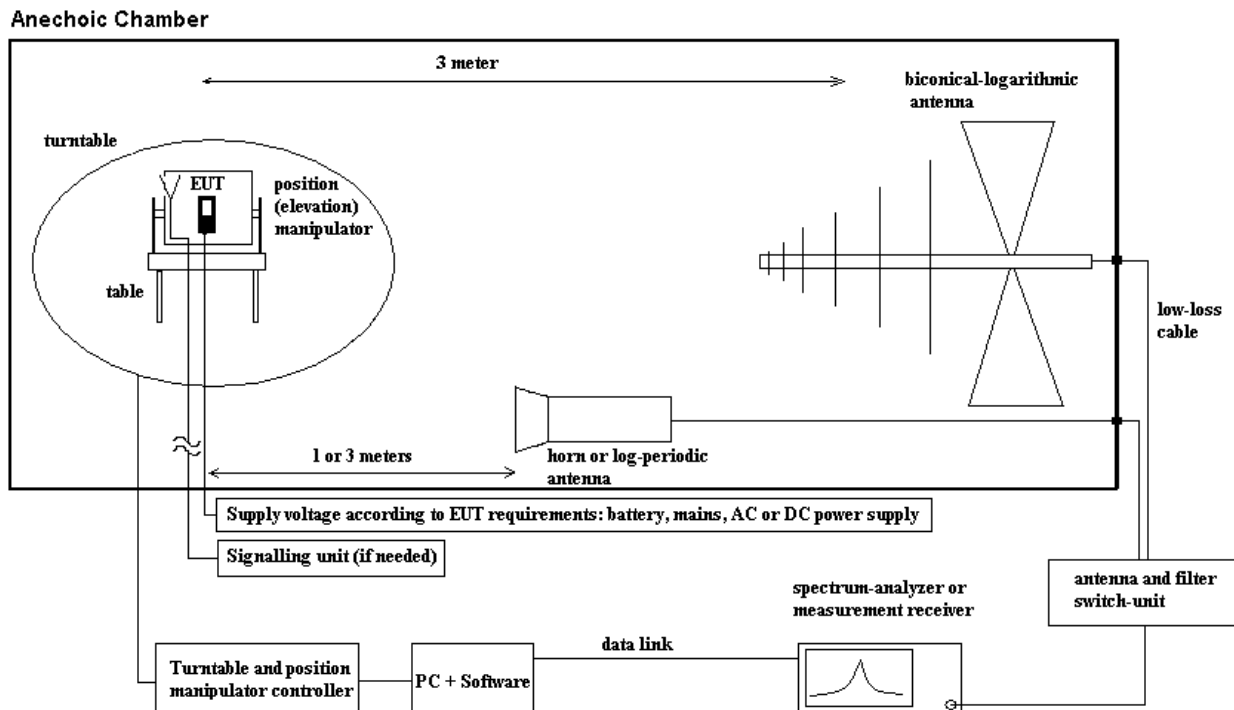 Anechoic Chamber
3 meter
biconical-logarithmic
antenna
turntable
EUT
position
(elevation)
manipulator
table
low-loss
cable
1 or 3 meters
horn or log-periodic
antenna
Supply voltage according to EUT requirements: battery, mains, AC or DC power supply
Signalling unit (if needed)
antenna and filter
switch-unit
spectrum-analyzer or
measurement receiver
data link
Turntable and position
manipulator controller
PC + Software